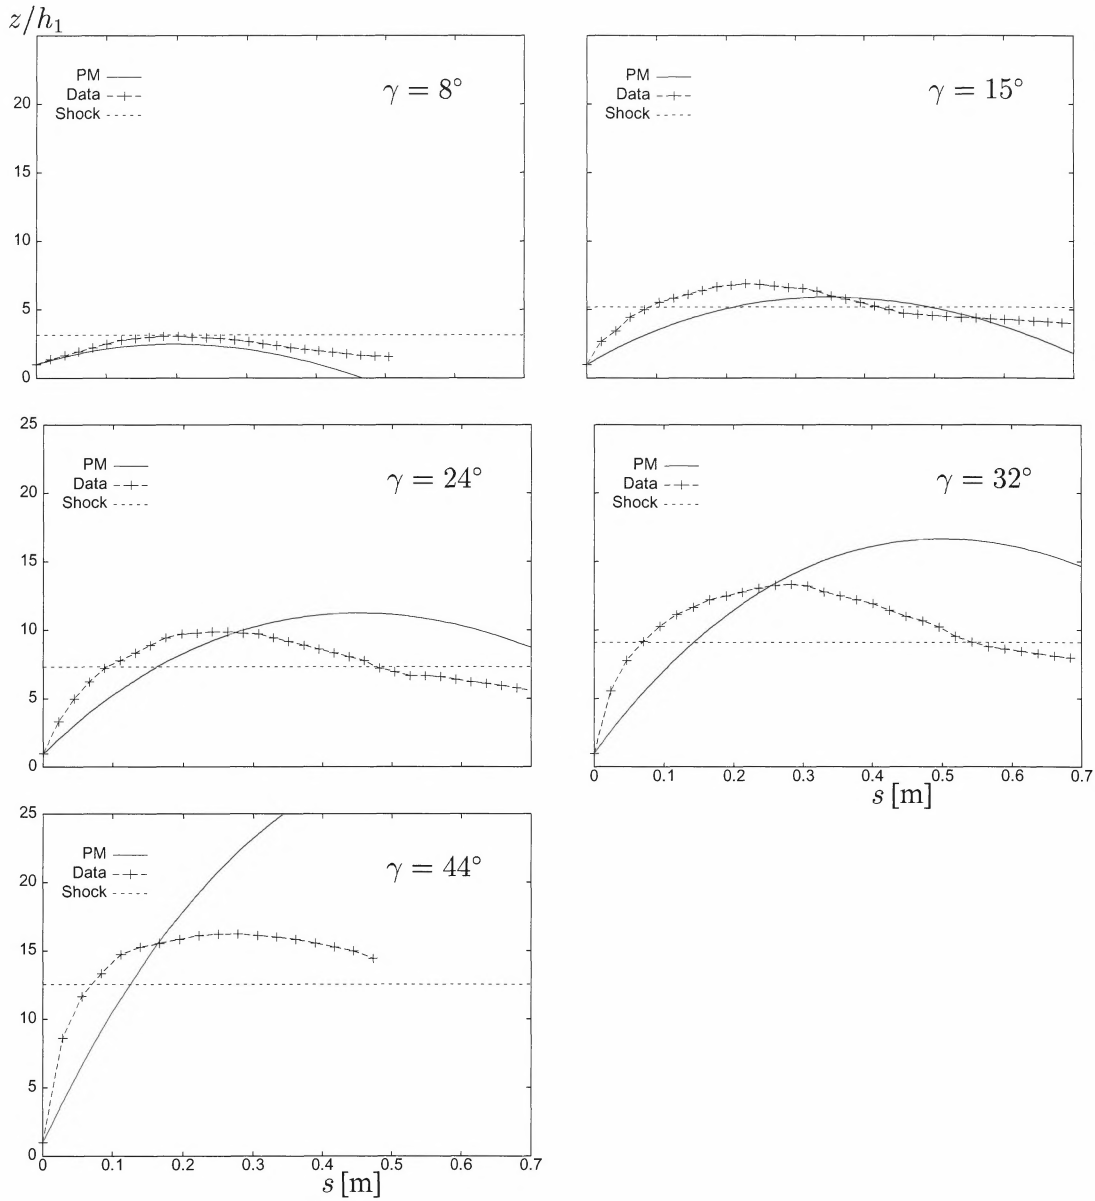 z/h₁
PM
Data
Shock
γ = 8°
20
15
10
5
0
PM
Data
Shock
γ = 15°
25
20
15
10
5
0
PM
Data
Shock
γ = 24°
PM
Data
Shock
γ = 32°
0 0.1 0.2 0.3 0.4 0.5 0.6 0.7
s [m]
25
20
15
10
5
0
PM
Data
Shock
γ = 44°
0 0.1 0.2 0.3 0.4 0.5 0.6 0.7
s [m]